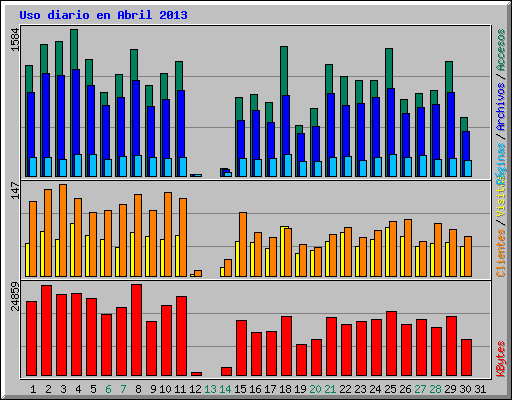 Uso diario en Abril 2013
1584
147
24859
Accesos
/ Archivos /
Páginas
Visitas
Clientes /
KBytes
1 2 3 4 5 6 7 8 9 10 11 12 13 14 15 16 17 18 19 20 21 22 23 24 25 26 27 28 29 30 31